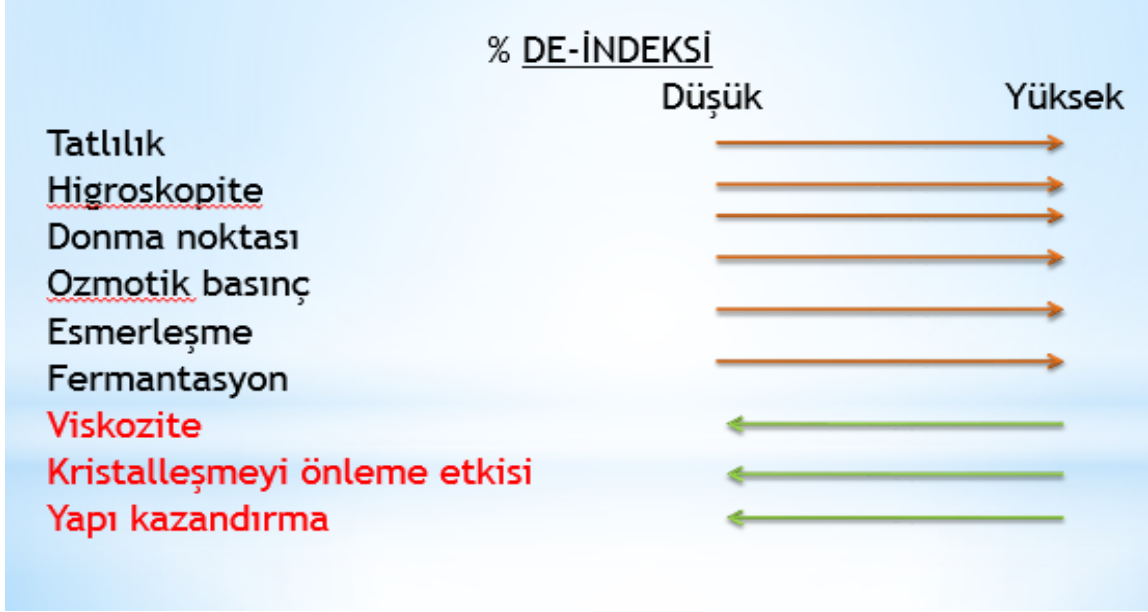 % DE-İNDEKSİ
Düşük Yüksek
Tatlılık
Higroskopite
Donma noktası
Ozmotik basınç
Esmerleşme
Fermantasyon
Viskozite
Kristalleşmeyi önleme etkisi
Yapı kazandırma